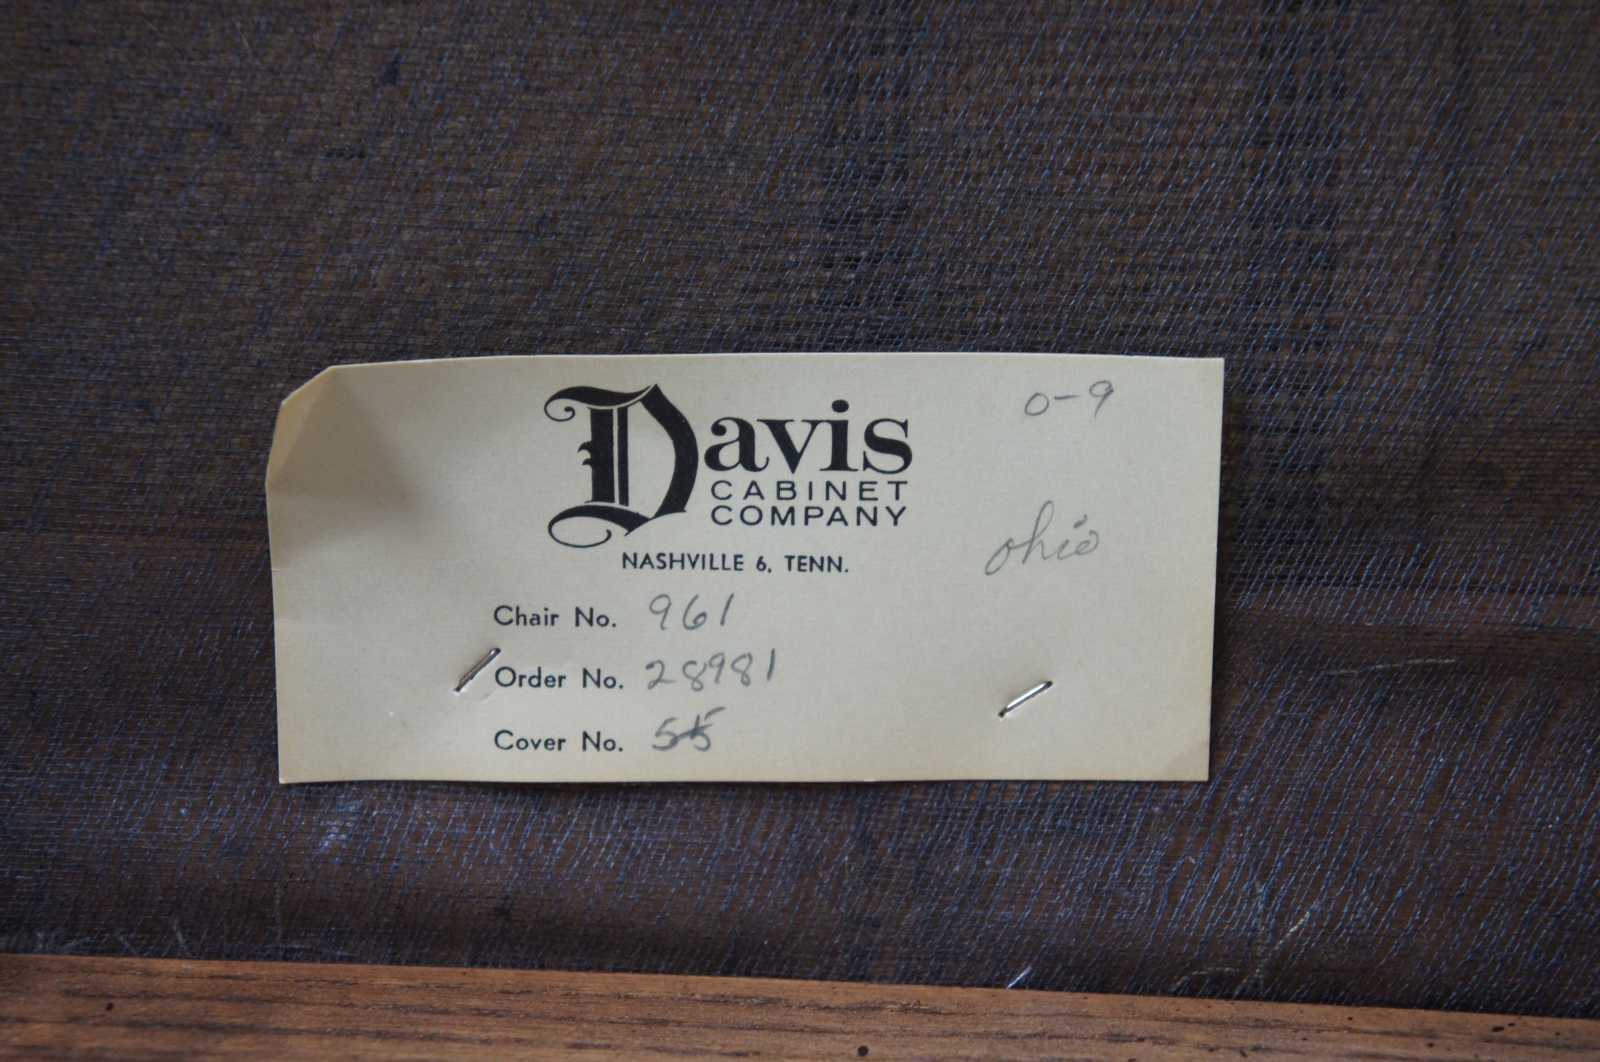 Davis
CABINET
COMPANY
NASHVILLE 6, TENN.
0-9
ohio
Chair No. 961
Order No. 28981
Cover No. 55